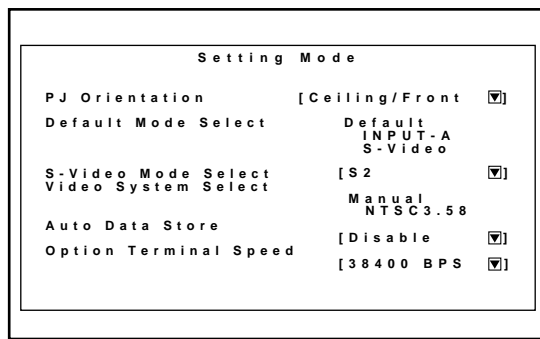 Setting Mode
PJ Orientation [Ceiling/Front ▼]
Default Mode Select Default
INPUT-A
S-Video
S-Video Mode Select [S2 ▼]
Video System Select
Manual
NTSC3.58
Auto Data Store
[Disable ▼]
Option Terminal Speed
[38400 BPS ▼]